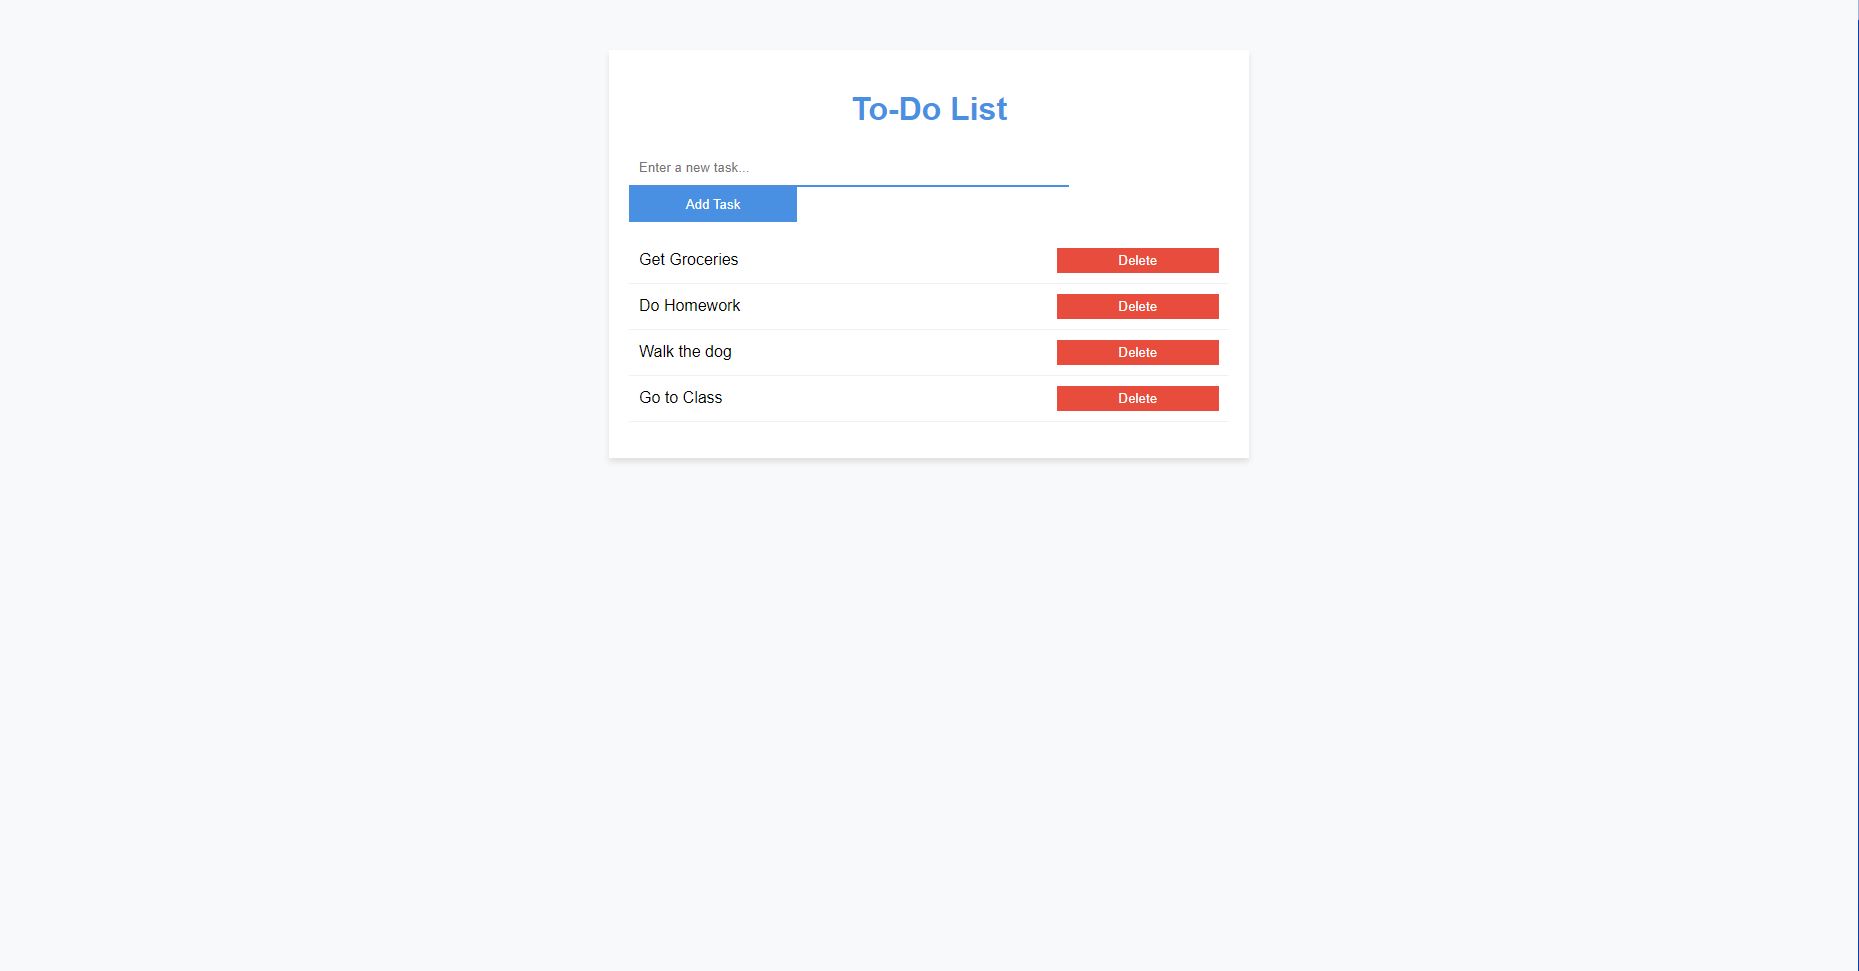 To-Do List
Enter a new task...
Add Task
Get Groceries Delete
Do Homework Delete
Walk the dog Delete
Go to Class Delete